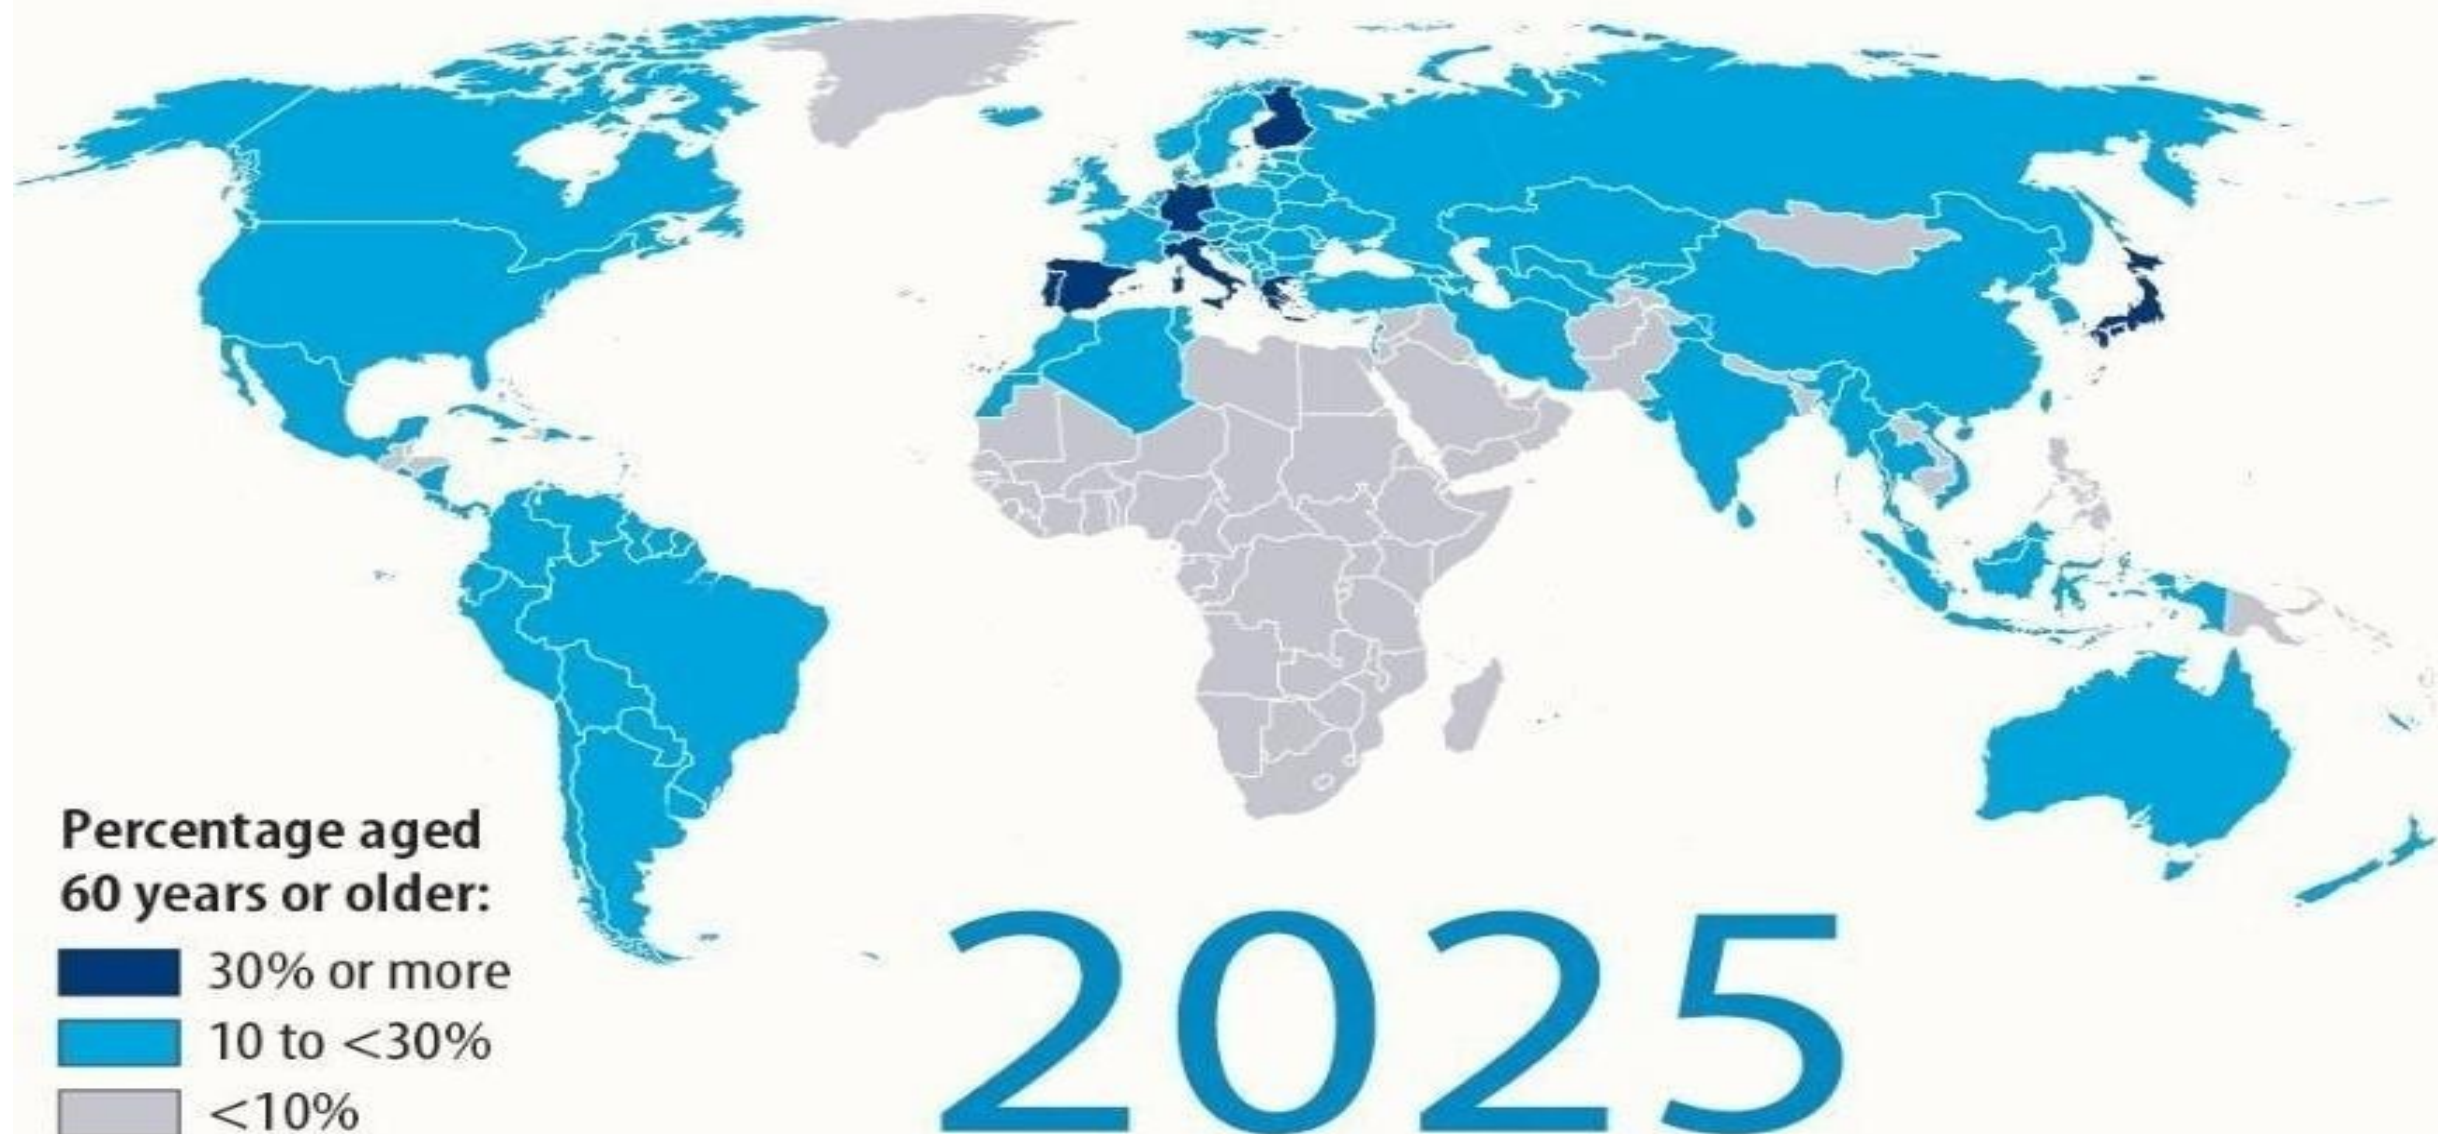 Percentage aged
60 years or older:
30% or more
10 to <30%
<10%
2025